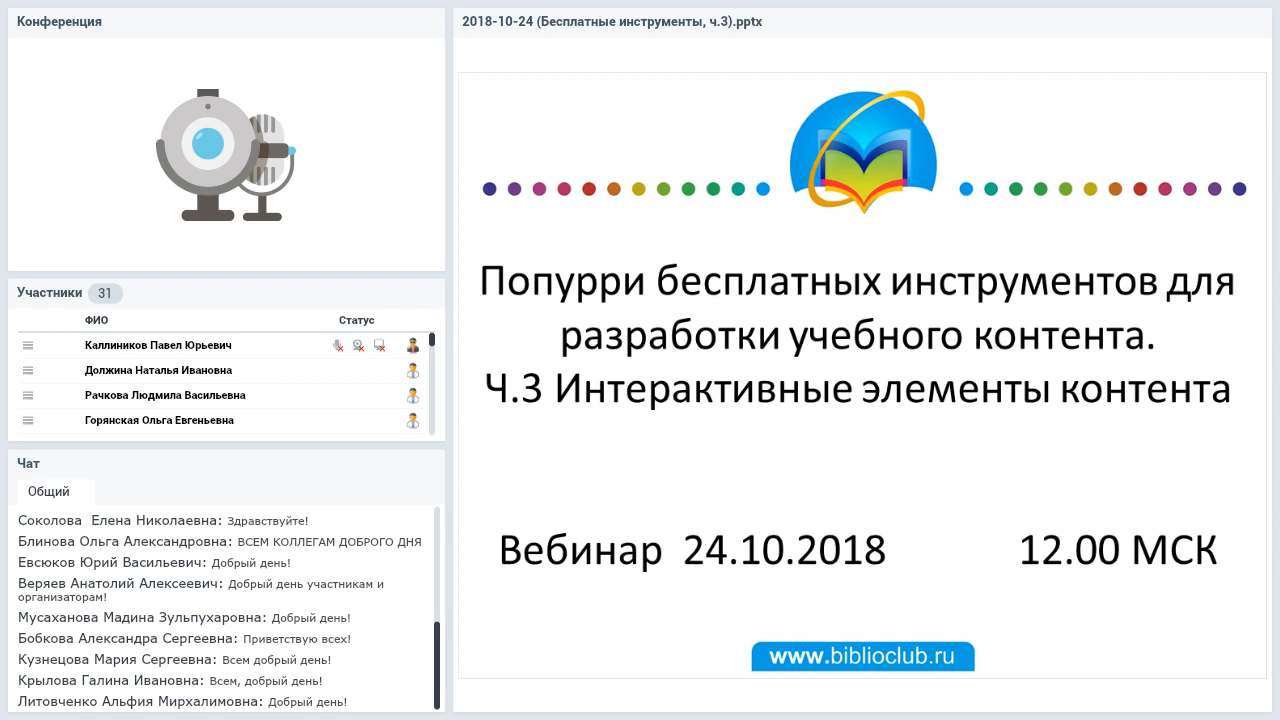 Конференция
Участники 31
ФИО Статус
Каллиников Павел Юрьевич
Должина Наталья Ивановна
Рачкова Людмила Васильевна
Горянская Ольга Евгеньевна
Чат
Общий
Соколова  Елена Николаевна: Здравствуйте!
Блинова Ольга Александровна: ВСЕМ КОЛЛЕГАМ ДОБРОГО ДНЯ
Евсюков Юрий Васильевич: Добрый день!
Веряев Анатолий Алексеевич: Добрый день участникам и
организаторам!
Мусаханова Мадина Зульпухаровна: Добрый день!
Бобкова Александра Сергеевна: Приветствую всех!
Кузнецова Мария Сергеевна: Всем добрый день!
Крылова Галина Ивановна: Всем, добрый день!
Литовченко Альфия Мирхалимовна: Добрый день!
2018-10-24 (Бесплатные инструменты, ч.3).pptx
Попурри бесплатных инструментов для
разработки учебного контента.
Ч.3 Интерактивные элементы контента
Вебинар 24.10.2018 12.00 МСК
www.biblioclub.ru